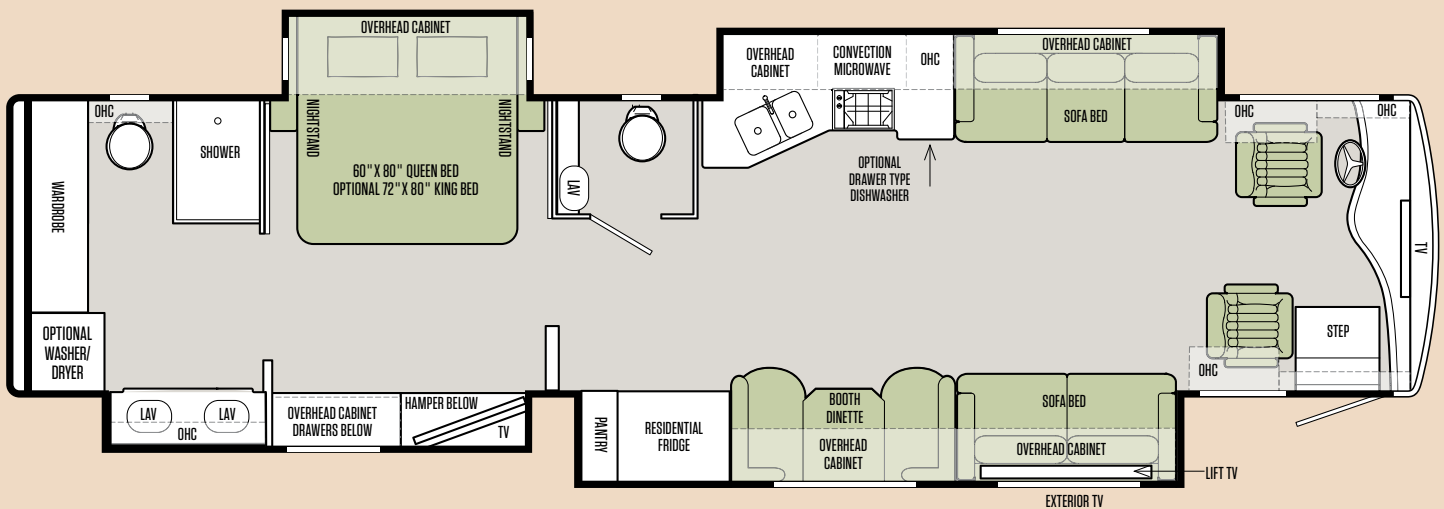 OVERHEAD CABINET
OVERHEAD
CABINET
CONVECTION
MICROWAVE
OHC
OVERHEAD CABINET
OHC
SHOWER
NIGHTSTAND
NIGHTSTAND
60" X 80" QUEEN BED
OPTIONAL 72" X 80" KING BED
LAV
SOFA BED
OHC
OHC
OPTIONAL
DRAWER TYPE
DISHWASHER
WARDROBE
TV
OPTIONAL
WASHER/
DRYER
STEP
OHC
LAV
LAV
OHC
OVERHEAD CABINET
DRAWERS BELOW
HAMPER BELOW
TV
PANTRY
RESIDENTIAL
FRIDGE
BOOTH
DINETTE
OVERHEAD
CABINET
SOFA BED
OVERHEAD CABINET
LIFT TV
EXTERIOR TV